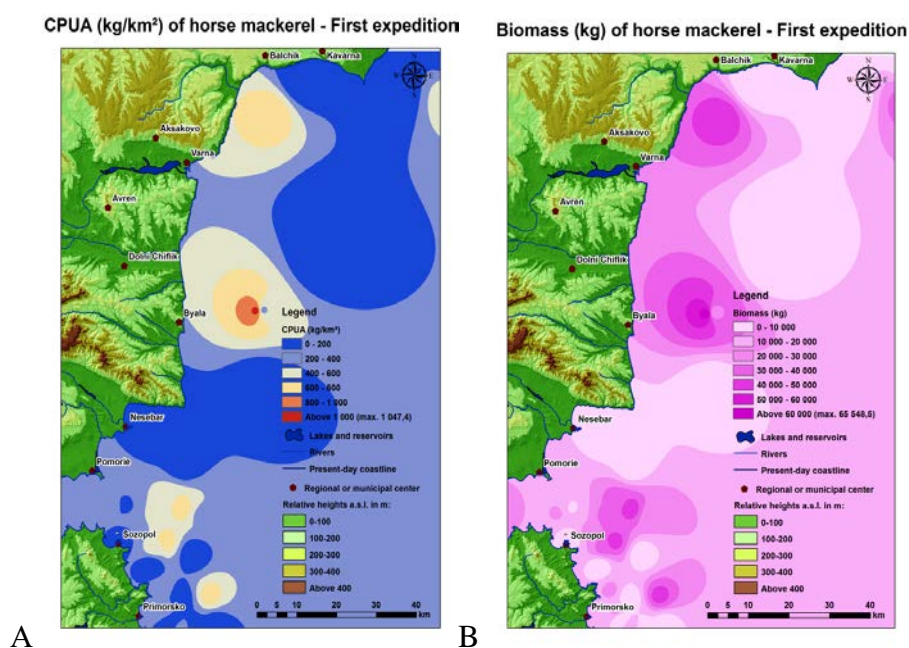 CPUA (kg/km²) of horse mackerel - First expedition
Balchik
Kavarna
N
W
E
S
Aksakovo
Varna
Avren
Dolni Chiflik
Byala
Nesebar
Pomorie
Sozopol
Primorsko
Legend
CPUA (kg/km²)
0 - 200
200 - 400
400 - 600
600 - 800
800 - 1 000
Above 1 000 (max. 1 047,4)
Lakes and reservoirs
Rivers
Present-day coastline
Regional or municipal center
Relative heights a.s.l. in m:
0-100
100-200
200-300
300-400
Above 400
0 5 10 20 30 40
km
A
Biomass (kg) of horse mackerel - First expedition
Balchik
Kavarna
N
W
E
S
Aksakovo
Varna
Avren
Dolni Chiflik
Byala
Nesebar
Pomorie
Sozopol
Primorsko
Legend
Biomass (kg)
0 - 10 000
10 000 - 20 000
20 000 - 30 000
30 000 - 40 000
40 000 - 50 000
50 000 - 60 000
Above 60 000 (max. 65 548,5)
Lakes and reservoirs
Rivers
Present-day coastline
Regional or municipal center
Relative heights a.s.l. in m:
0-100
100-200
200-300
300-400
Above 400
0 5 10 20 30 40
km
B